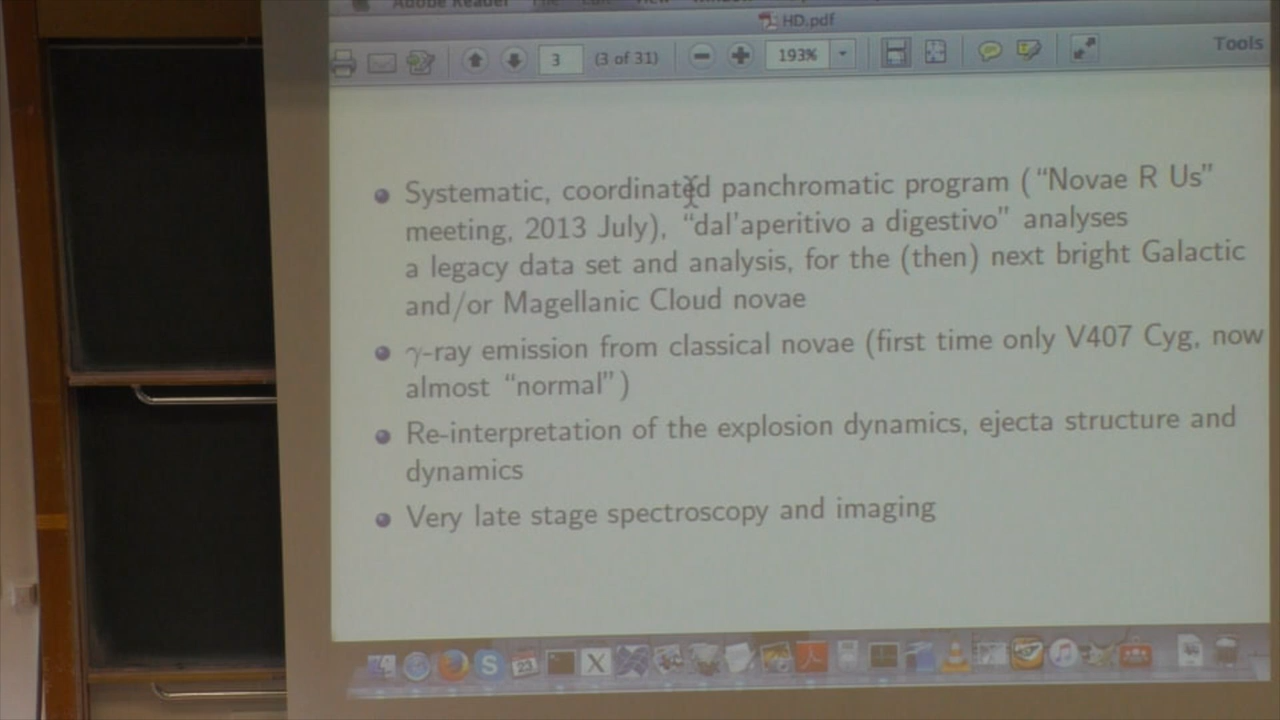 Adobe Reader
HD.pdf
3 (3 of 31) 193% Tools
Systematic, coordinated panchromatic program ("Novae R Us"
meeting, 2013 July), "dal'aperitivo a digestivo" analyses
a legacy data set and analysis, for the (then) next bright Galactic
and/or Magellanic Cloud novae
γ-ray emission from classical novae (first time only V407 Cyg, now
almost "normal")
Re-interpretation of the explosion dynamics, ejecta structure and
dynamics
Very late stage spectroscopy and imaging
23